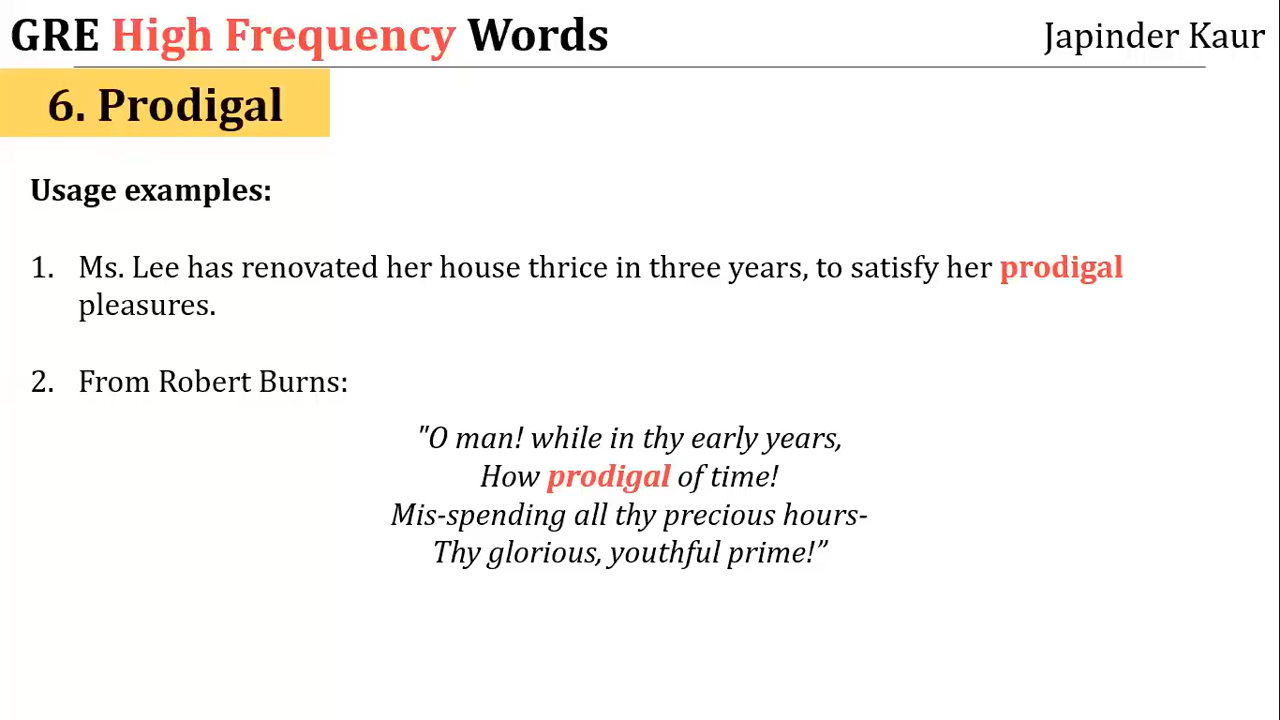 GRE High Frequency Words
Japinder Kaur
6. Prodigal
Usage examples:
1. Ms. Lee has renovated her house thrice in three years, to satisfy her prodigal
pleasures.
2. From Robert Burns:
"O man! while in thy early years,
How prodigal of time!
Mis-spending all thy precious hours-
Thy glorious, youthful prime!”